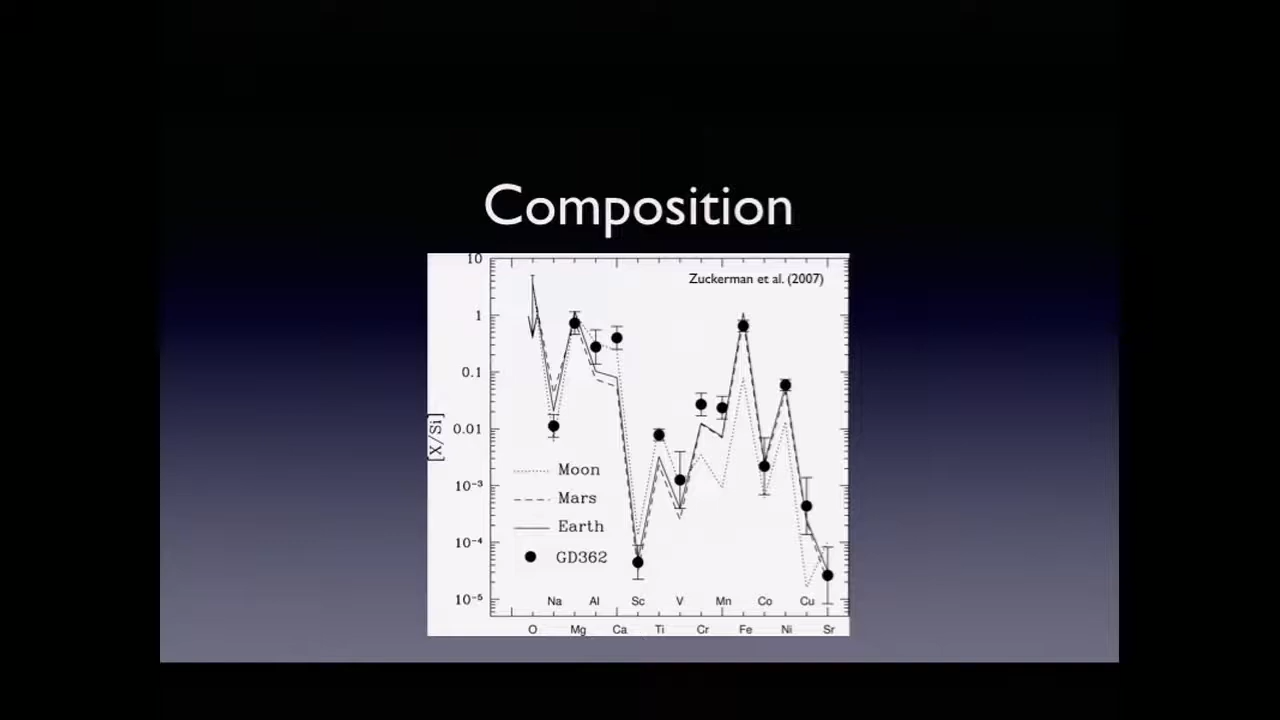 Composition
10
Zuckerman et al. (2007)
1
0.1
0.01
10⁻³
10⁻⁴
10⁻⁵
[X/Si]
Moon
Mars
Earth
GD362
Na Al Sc V Mn Co Cu
O Mg Ca Ti Cr Fe Ni Sr